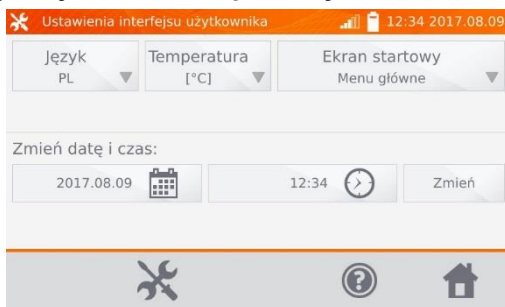 Ustawienia interfejsu użytkownika 12:34 2017.08.09
Język Temperatura Ekran startowy
PL [°C] Menu główne
Zmień datę i czas:
2017.08.09 12:34 Zmień